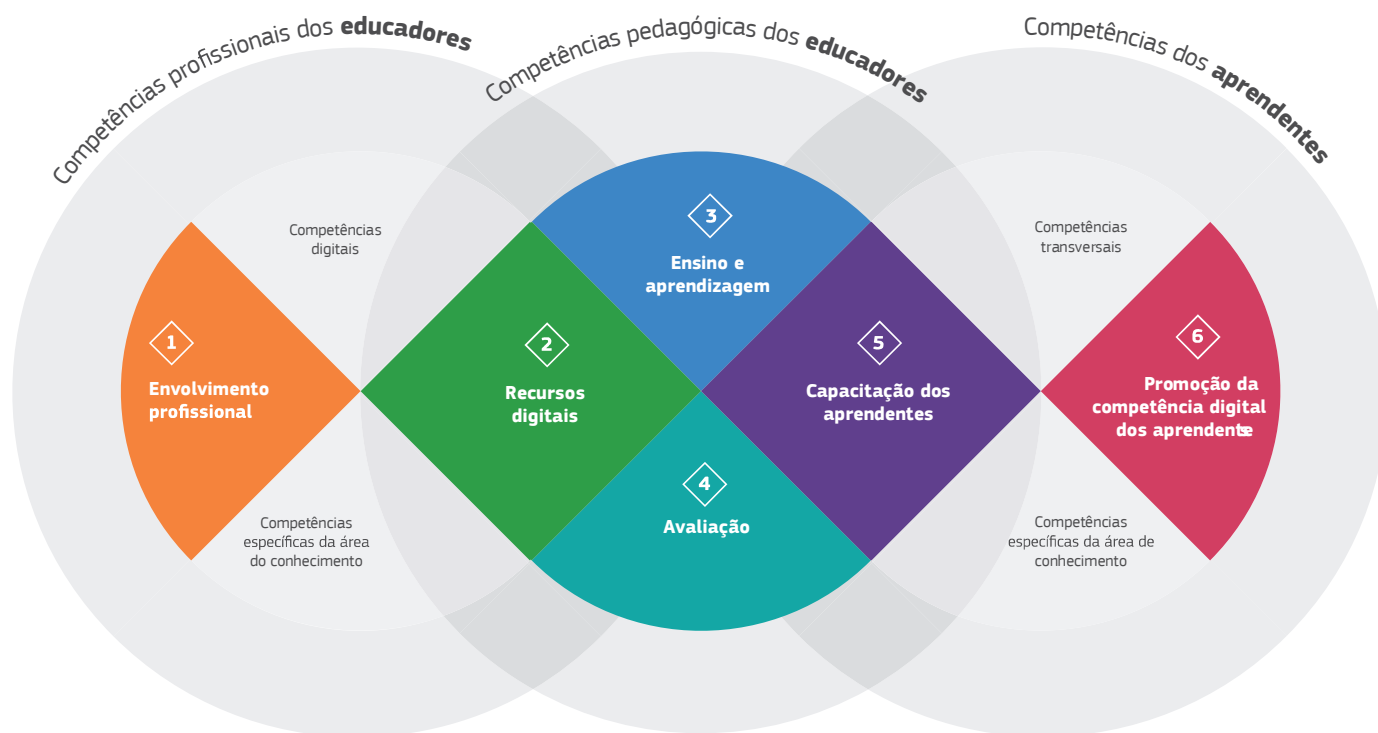 Competências profissionais dos educadores
Competências pedagógicas dos educadores
Competências dos aprendentes
Competências
digitais
3
Ensino e
aprendizagem
Competências
transversais
1
Envolvimento
profissional
2
Recursos
digitais
5
Capacitação dos
aprendentes
6
Promoção da
competência digital
dos aprendentse
4
Avaliação
Competências
específicas da área
do conhecimento
Competências
específicas da área de
conhecimento